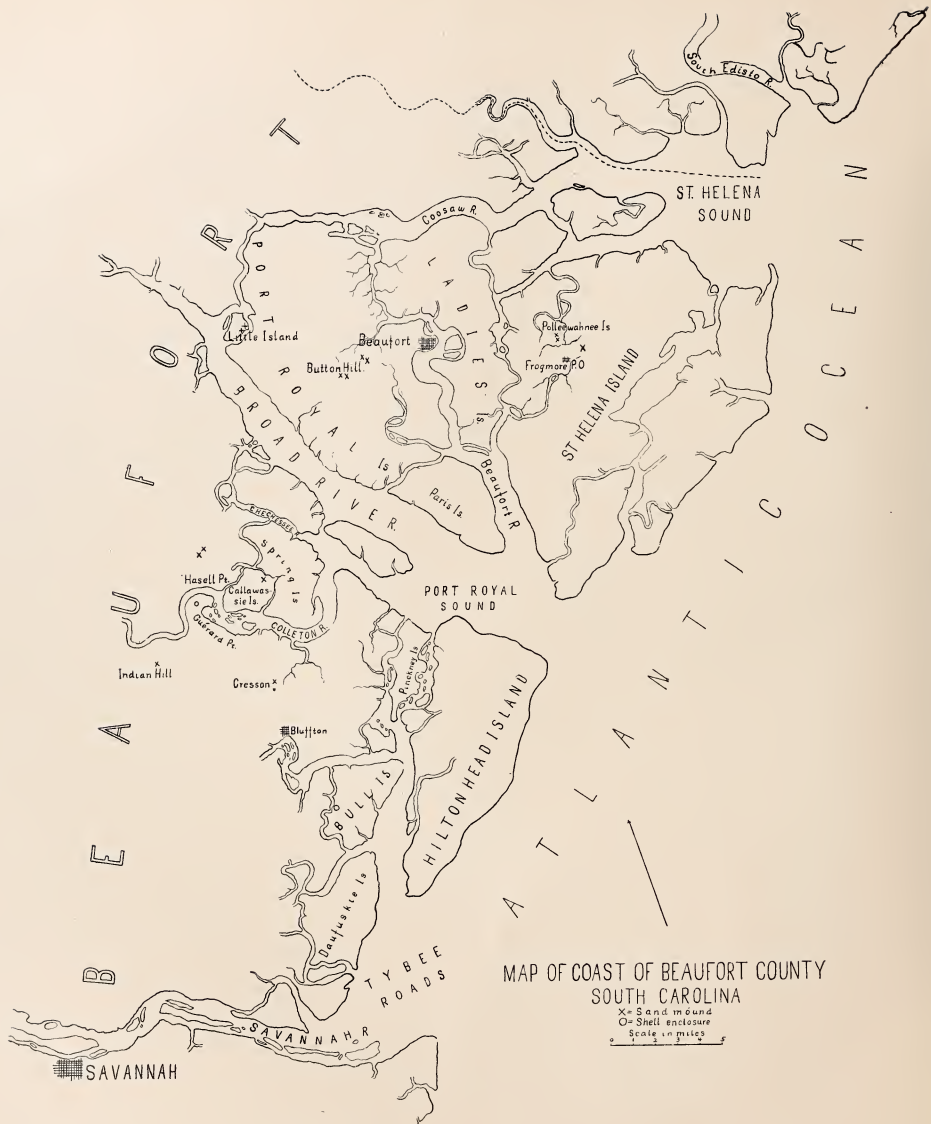 South Edisto R.
ST. HELENA
SOUND
Coosaw R.
BEAUFORT
PORT ROYAL Is
LADIES Is.
Little Island
Beaufort
Button Hill
Polleewahnee Is
Frogmore P.O
ST HELENA ISLAND
BROAD RIVER
Beaufort R
Paris Is.
CHECHESSEE R
Spring Is
Hasell Pt.
Callawas-
sie Is.
Guerard Pt.
COLLETON R
PORT ROYAL
SOUND
Indian Hill
Cresson
Pinckney Is
Bluffton
HILTON HEAD ISLAND
BULL IS
ATLANTIC OCEAN
Daufuskie Is
TYBEE
ROADS
SAVANNAH R
SAVANNAH
MAP OF COAST OF BEAUFORT COUNTY
SOUTH CAROLINA
X= Sand mound
O= Shell enclosure
Scale in miles
0 1 2 3 4 5